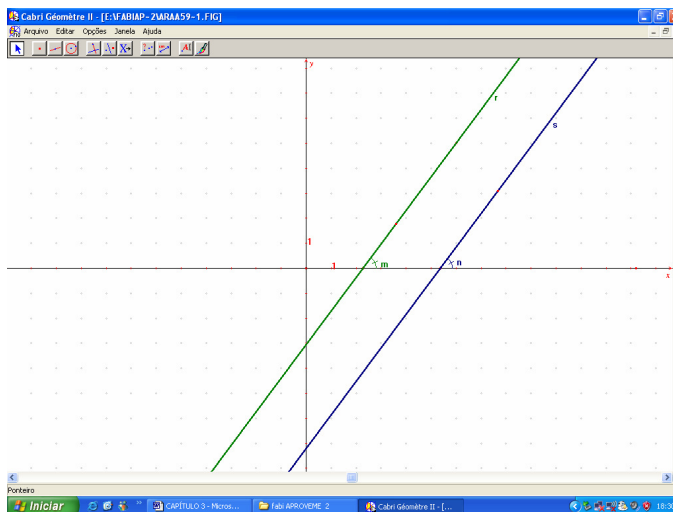 Cabri Géomètre II - [E:\FABIAP-2\ARAA59-1.FIG]
Arquivo Editar Opções Janela Ajuda
AI
y
r
s
1
1
m
n
x
Ponteiro
Iniciar
CAPÍTULO 3 - Micros...
fabi APROVEME 2
Cabri Géomètre II - [...
18:30